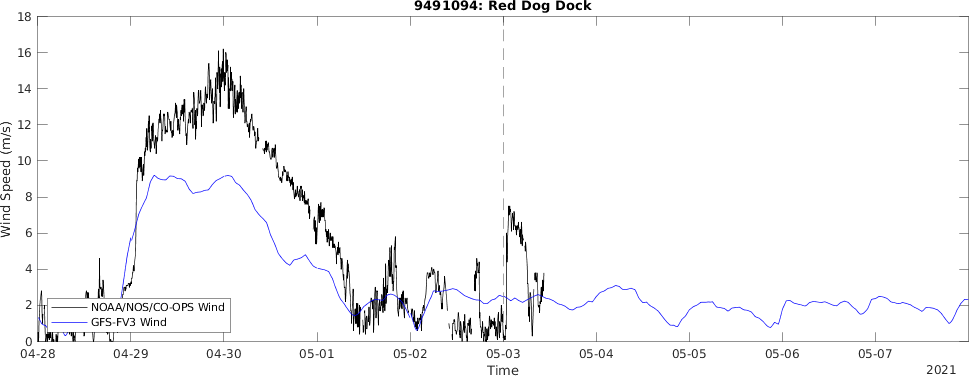 9491094: Red Dog Dock
18
16
14
12
10
8
6
4
2
0
Wind Speed (m/s)
NOAA/NOS/CO-OPS Wind
GFS-FV3 Wind
04-28 04-29 04-30 05-01 05-02 05-03 05-04 05-05 05-06 05-07
Time
2021